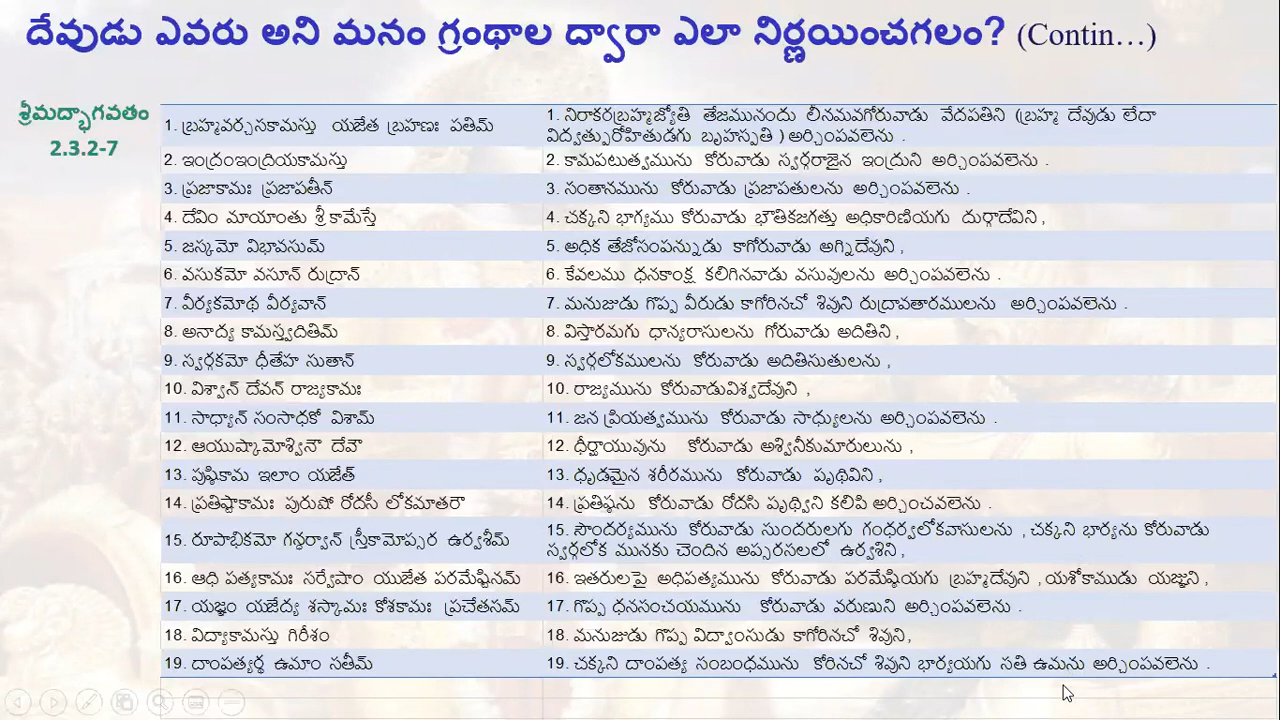 దేవుడు ఎవరు అని మనం గ్రంథాల ద్వారా ఎలా నిర్ణయించగలం? (Contin…)
శ్రీమద్భాగవతం
2.3.2-7
1. బ్రహ్మవర్చసకామస్తు యజేత బ్రహణః పతిమ్
1. నిరాకరబ్రహ్మజ్యోతి తేజమునందు లీనమవగోరువాడు వేదపతిని (బ్రహ్మ దేవుడు లేదా
విద్వత్పురోహితుడగు బృహస్పతి ) అర్చింపవలెను .
2. ఇంద్రంఇంద్రియకామస్తు
2. కామపటుత్వమును కోరువాడు స్వర్గరాజైన ఇంద్రుని అర్చింపవలెను .
3. ప్రజాకామః ప్రజాపతీన్
3. సంతానమును కోరువాడు ప్రజాపతులను అర్చింపవలెను .
4. దేవిం మాయాంతు శ్రీ కామేస్తే
4. చక్కని భాగ్యము కోరువాడు భౌతికజగత్తు అధికారిణియగు దుర్గాదేవిని ,
5. జస్కమో విభావసుమ్
5. అధిక తేజోసంపన్నుడు కాగోరువాడు అగ్నిదేవుని ,
6. వసుకమో వసూన్ రుద్రాన్
6. కేవలము ధనకాంక్ష కలిగినవాడు వసువులను అర్చింపవలెను .
7. వీర్యకమోథ వీర్యవాన్
7. మనుజుడు గొప్ప వీరుడు కాగోరినచో శివుని రుద్రావతారములను అర్చింపవలెను .
8. అనాద్య కామస్త్వదితిమ్
8. విస్తారమగు ధాన్యరాసులను గోరువాడు అదితిని ,
9. స్వర్గకమో ధీతేహ సుతాన్
9. స్వర్గలోకములను కోరువాడు అదితిసుతులను ,
10. విశ్వాన్ దేవన్ రాజ్యకామః
10. రాజ్యమును కోరువాడువిశ్వదేవుని ,
11. సాధ్యాన్ సంసాధకో విశామ్
11. జన ప్రియత్వమును కోరువాడు సాధ్యులను అర్చింపవలెను .
12. ఆయుష్కామోశ్వినౌ దేవౌ
12. ధీర్ఘాయువును కోరువాడు అశ్వినీకుమారులును ,
13. పుష్ఠికామ ఇలాం యజేత్
13. ధృడమైన శరీరమును కోరువాడు పృథివిని ,
14. ప్రతిష్ఠాకామః పురుషో రోదసీ లోకమాతరౌ
14. ప్రతిష్ఠను కోరువాడు రోదసి పృథ్విని కలిపి అర్చించవలెను .
15. రూపాభికమో గన్ధర్వాన్ స్త్రీకామోప్సర ఉర్వశీమ్
15. సౌందర్యమును కోరువాడు సుందరులగు గంధర్వలోకవాసులను , చక్కని భార్యను కోరువాడు
స్వర్గలోక మునకు చెందిన అప్సరసలలో ఉర్వశిని ,
16. ఆధి పత్యకామః సర్వేషాం యుజేత పరమేష్ఠినమ్
16. ఇతరులపై అధిపత్యమును కోరువాడు పరమేష్ఠియగు బ్రహ్మదేవుని , యశోకాముడు యజ్ఞుని ,
17. యజ్ఞం యజేద్య శస్కామః కోశకామః ప్రచేతసమ్
17. గొప్ప ధనసంచయమును కోరువాడు వరుణుని అర్చింపవలెను .
18. విద్యాకామస్తు గిరీశం
18. మనుజుడు గొప్ప విద్వాంసుడు కాగోరినచో శివుని,
19. దాంపత్యర్థ ఉమాం సతీమ్
19. చక్కని దాంపత్య సంబంధమును కోరినచో శివుని భార్యయగు సతి ఉమను అర్చింపవలెను .